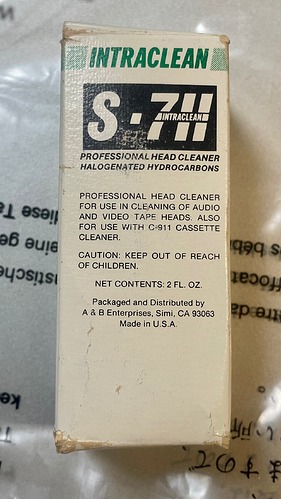 INTRACLEAN
S-711
INTRACLEAN
PROFESSIONAL HEAD CLEANER
HALOGENATED HYDROCARBONS
PROFESSIONAL HEAD CLEANER
FOR USE IN CLEANING OF AUDIO
AND VIDEO TAPE HEADS. ALSO
FOR USE WITH C-911 CASSETTE
CLEANER.
CAUTION: KEEP OUT OF REACH
OF CHILDREN.
NET CONTENTS: 2 FL. OZ.
Packaged and Distributed by
A & B Enterprises, Simi, CA 93063
Made in U.S.A.